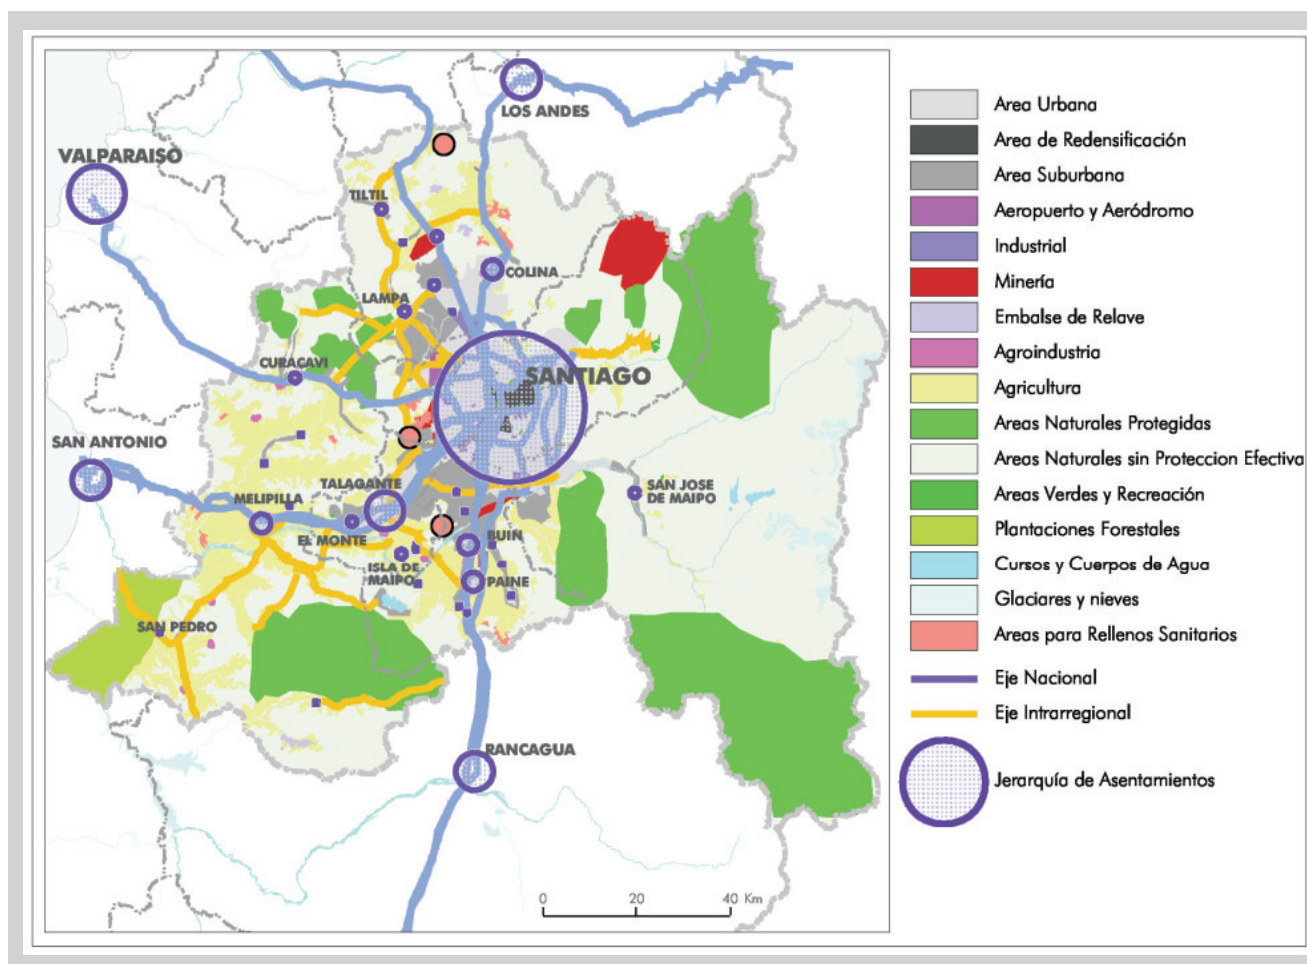 LOS ANDES
VALPARAISO
TILTIL
COLINA
LAMPA
CURACAVI
SANTIAGO
SAN ANTONIO
TALAGANTE
SAN JOSE
DE MAIPO
MELIPILLA
EL MONTE
BUIN
ISLA DE
MAIPO
PAINE
SAN PEDRO
RANCAGUA
0 20 40 Km
Area Urbana
Area de Redensificación
Area Suburbana
Aeropuerto y Aeródromo
Industrial
Minería
Embalse de Relave
Agroindustria
Agricultura
Areas Naturales Protegidas
Areas Naturales sin Proteccion Efectiva
Areas Verdes y Recreación
Plantaciones Forestales
Cursos y Cuerpos de Agua
Glaciares y nieves
Areas para Rellenos Sanitarios
Eje Nacional
Eje Intrarregional
Jerarquía de Asentamientos